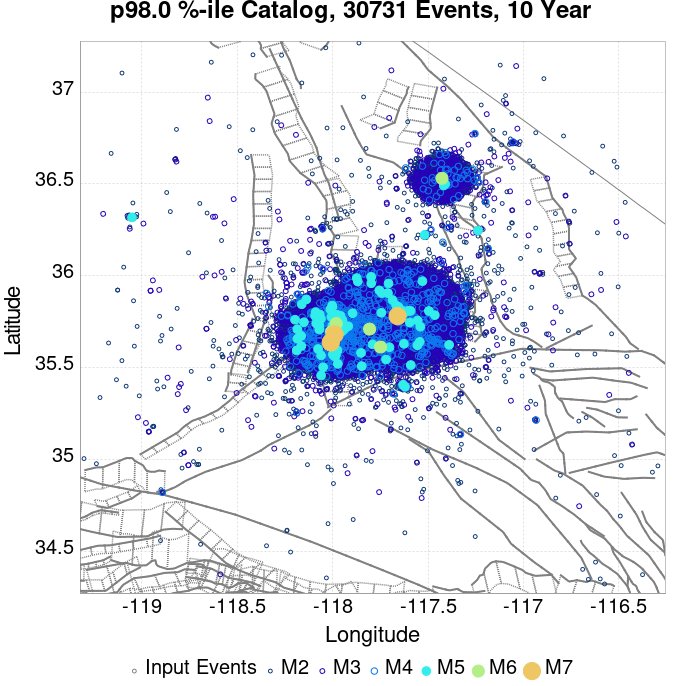 p98.0 %-ile Catalog, 30731 Events, 10 Year
37
36.5
36
35.5
35
34.5
Latitude
-119
-118.5
-118
-117.5
-117
-116.5
Longitude
Input Events
M2
M3
M4
M5
M6
M7